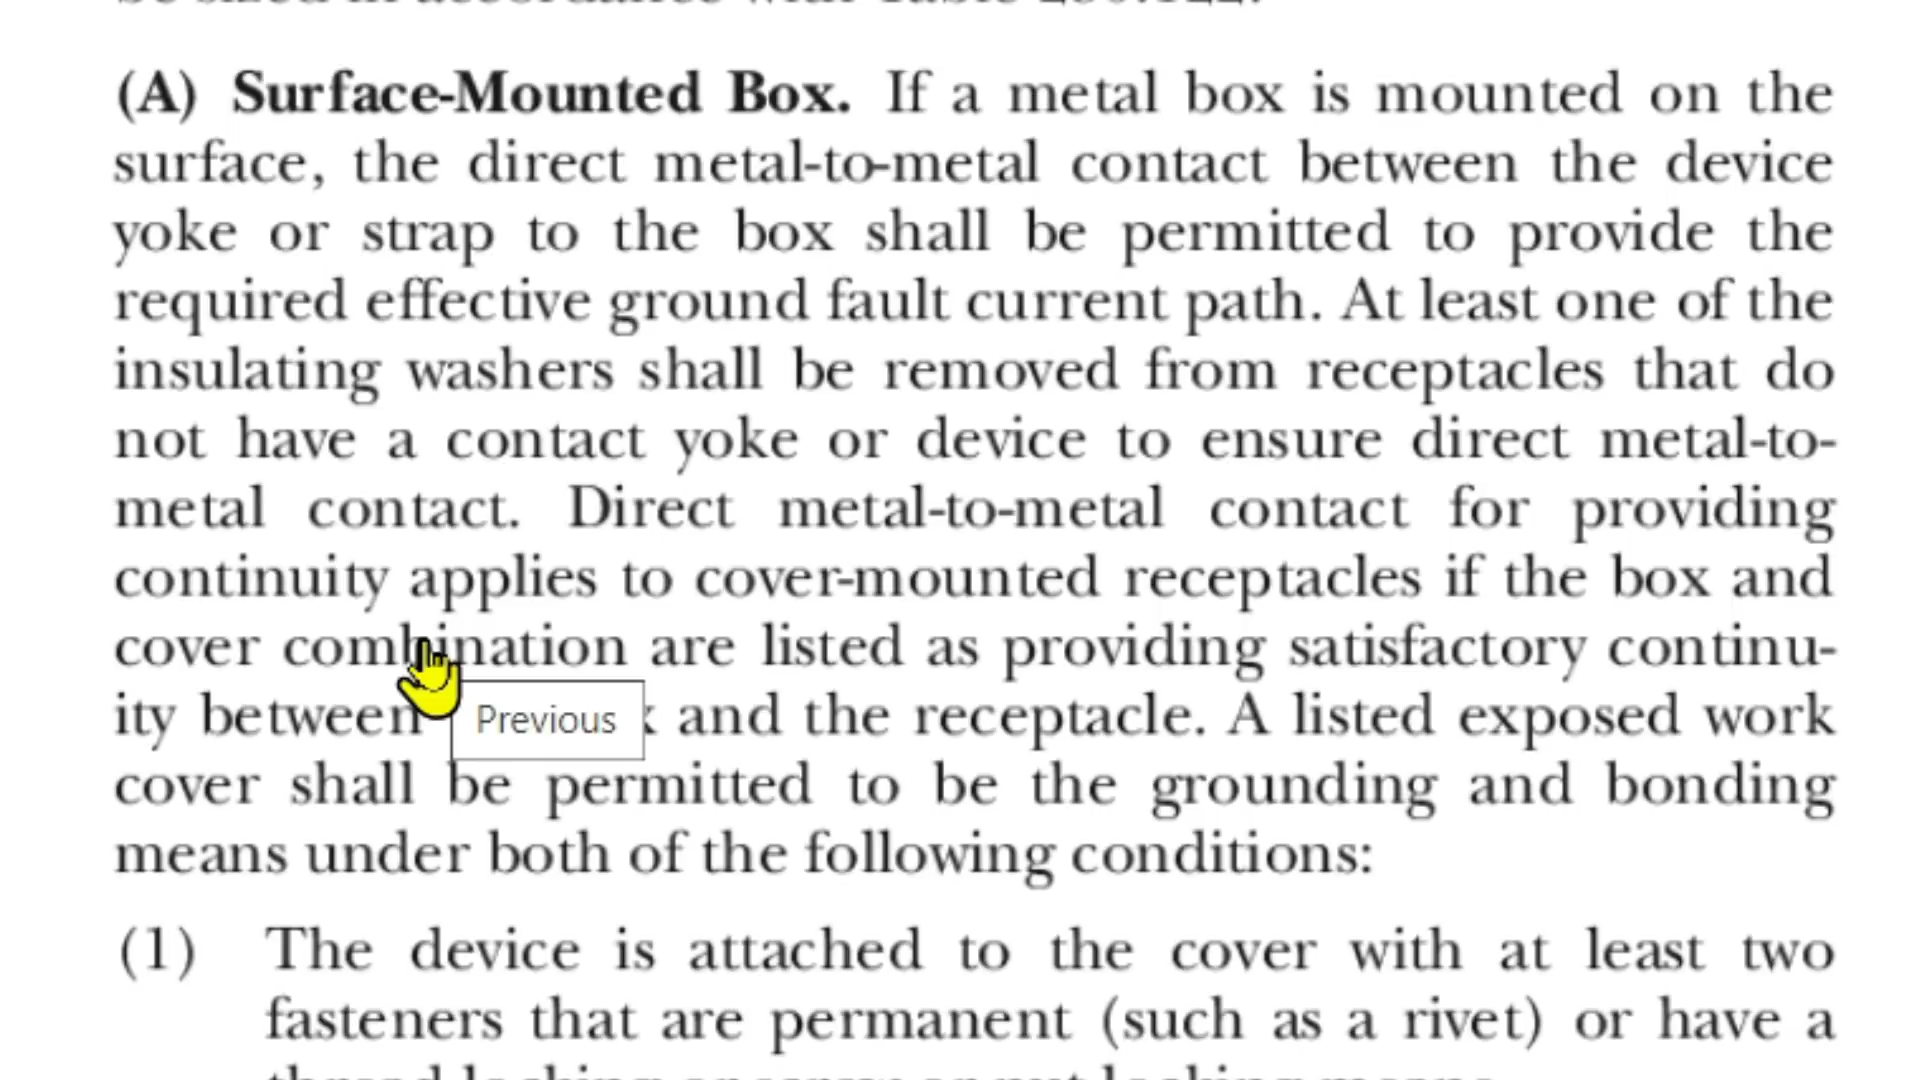 (A) Surface-Mounted Box. If a metal box is mounted on the
surface, the direct metal-to-metal contact between the device
yoke or strap to the box shall be permitted to provide the
required effective ground fault current path. At least one of the
insulating washers shall be removed from receptacles that do
not have a contact yoke or device to ensure direct metal-to-
metal contact. Direct metal-to-metal contact for providing
continuity applies to cover-mounted receptacles if the box and
cover combination are listed as providing satisfactory continu-
ity between and the receptacle. A listed exposed work
Previous
cover shall be permitted to be the grounding and bonding
means under both of the following conditions:
(1) The device is attached to the cover with at least two
fasteners that are permanent (such as a rivet) or have a